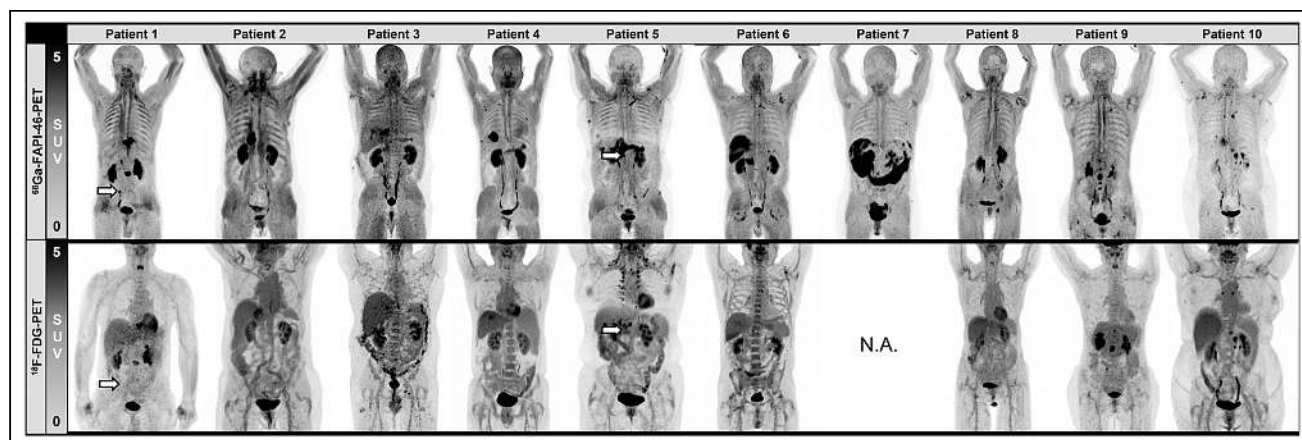 Patient 1 Patient 2 Patient 3 Patient 4 Patient 5 Patient 6 Patient 7 Patient 8 Patient 9 Patient 10
⁶⁸Ga-FAPI-46-PET
5
SUV
0
¹⁸F-FDG-PET
5
SUV
0
N.A.